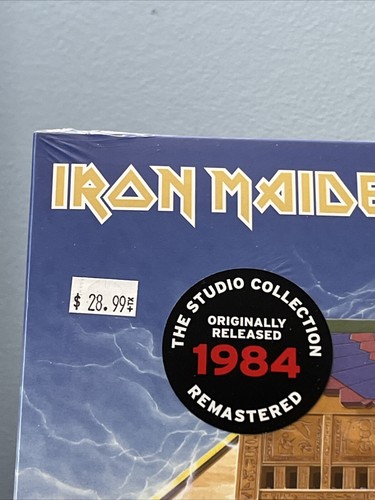 IRON MAIDE
$ 28.99
THE STUDIO COLLECTION
ORIGINALLY
RELEASED
1984
REMASTERED